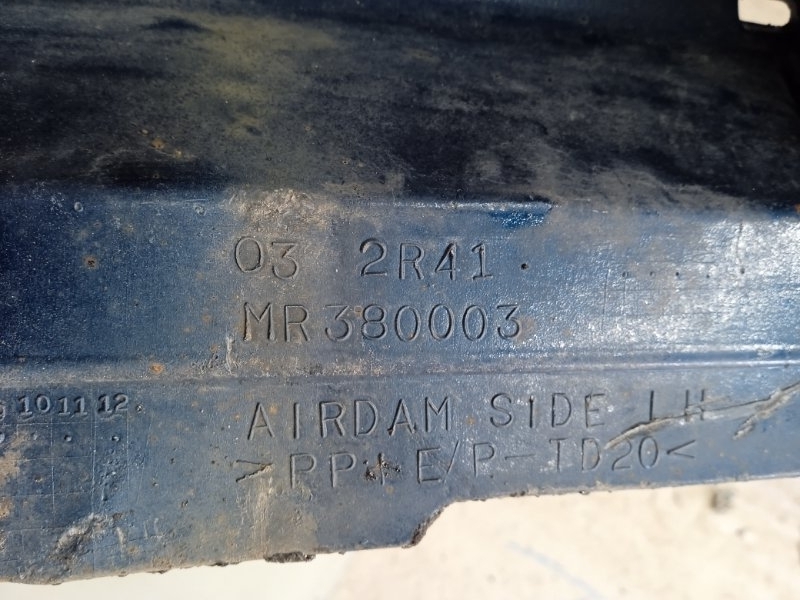 03 2R41
MR380003
10 11 12
AIRDAM SIDE LH
>PP+E/P-TD20<